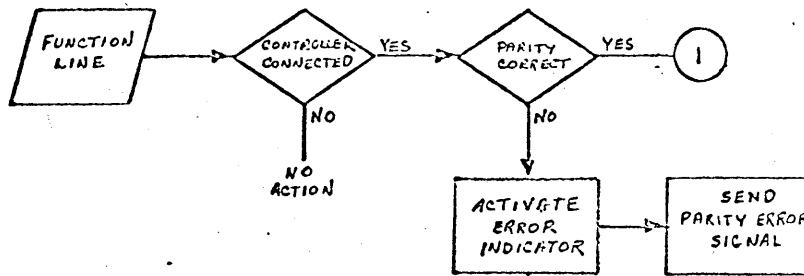 FUNCTION
LINE
CONTROLLER
CONNECTED
YES
PARITY
CORRECT
YES
1
NO
NO
ACTION
NO
ACTIVATE
ERROR
INDICATOR
SEND
PARITY ERROR
SIGNAL